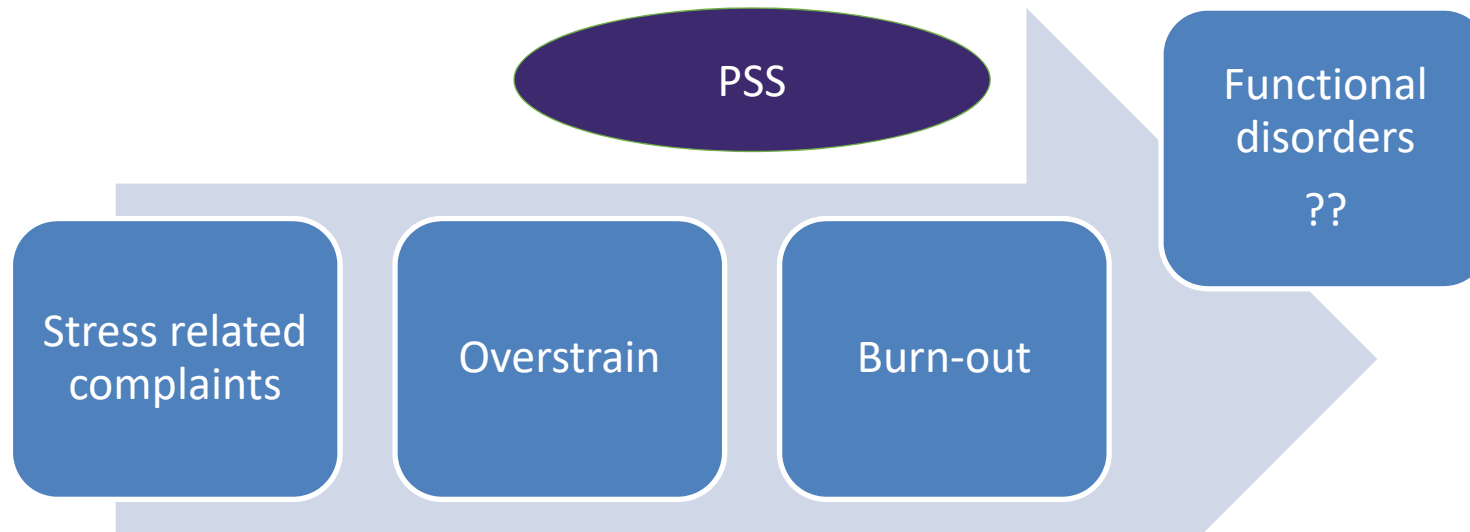 PSS
Functional
disorders
??
Stress related
complaints
Overstrain
Burn-out